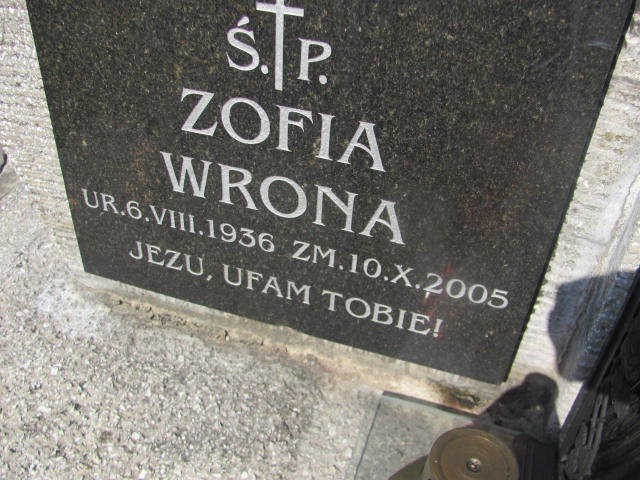 Ś.P.
ZOFIA
WRONA
UR.6.VIII.1936 ZM.10.X.2005
JEZU, UFAM TOBIE!